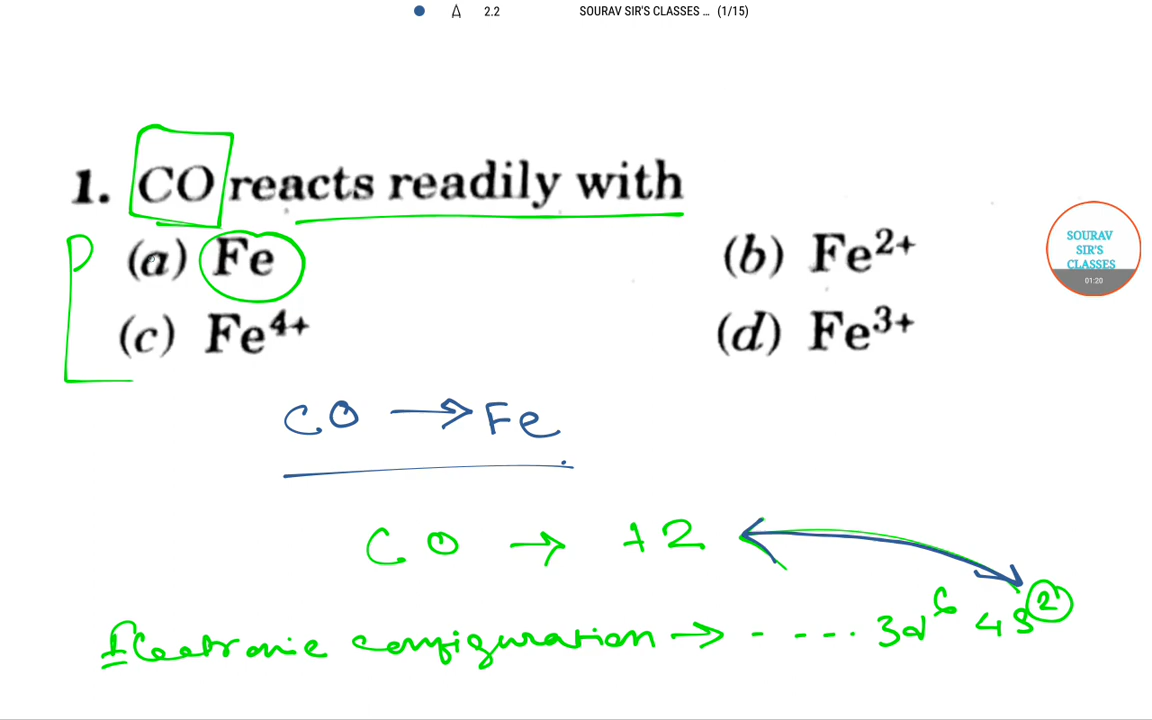 2.2 SOURAV SIR'S CLASSES ... (1/15)
1. CO reacts readily with
(a) Fe (b) Fe²⁺
(c) Fe⁴⁺ (d) Fe³⁺
SOURAV
SIR'S
CLASSES
01:20
CO → Fe
CO → +2
Electronic configuration → - - - - . 3d⁶ 4s²